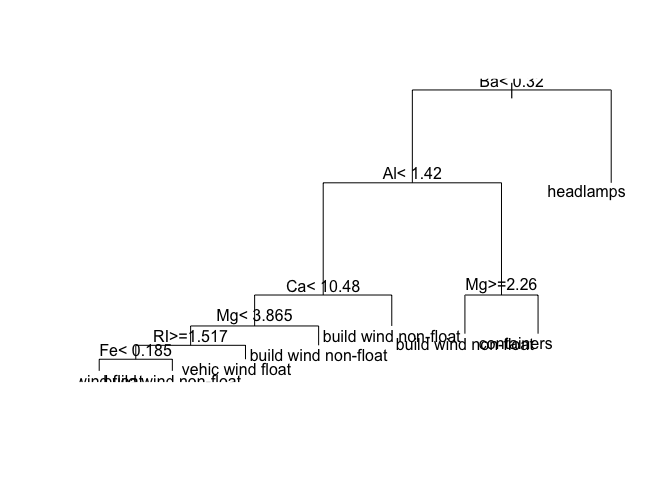 Ba< 0.32
Al< 1.42
headlamps
Ca< 10.48
Mg>=2.26
Mg< 3.865
RI>=1.517
build wind non-float
build wind non-float
containers
Fe< 0.185
build wind non-float
vehic wind float
wind float
build wind non-float